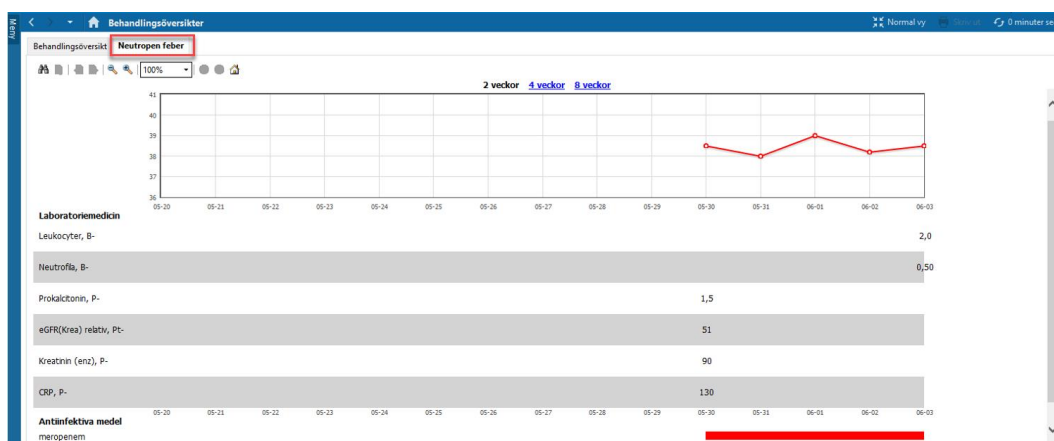 Meny
Behandlingsöversikter
Normal vy Skriv ut 0 minuter se
Behandlingsöversikt Neutropen feber
100%
2 veckor 4 veckor 8 veckor
41
40
39
38
37
36
05-20 05-21 05-22 05-23 05-24 05-25 05-26 05-27 05-28 05-29 05-30 05-31 06-01 06-02 06-03
Laboratoriemedicin
Leukocyter, B- 2,0
Neutrofila, B- 0,50
Prokalcitonin, P- 1,5
eGFR(Krea) relativ, Pt- 51
Kreatinin (enz), P- 90
CRP, P- 130
05-20 05-21 05-22 05-23 05-24 05-25 05-26 05-27 05-28 05-29 05-30 05-31 06-01 06-02 06-03
Antiinfektiva medel
meropenem